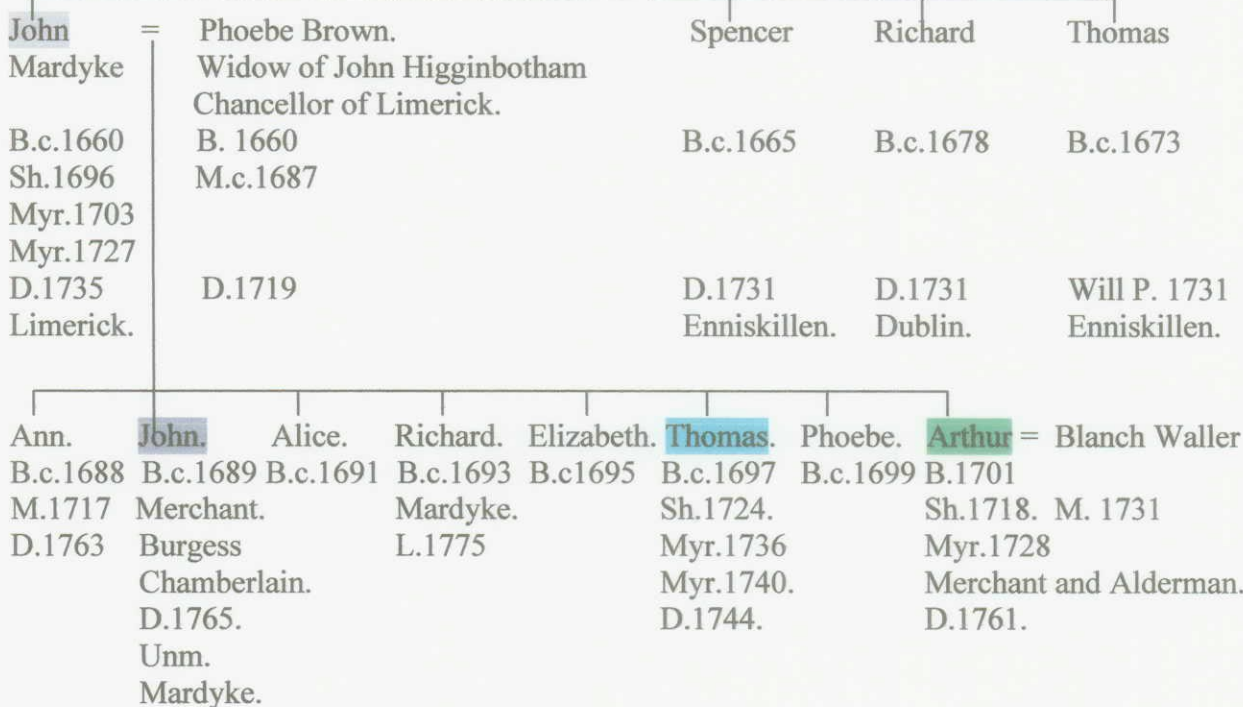 John = Phoebe Brown. Spencer Richard Thomas
Mardyke Widow of John Higginbotham
Chancellor of Limerick.
B.c.1660 B. 1660 B.c.1665 B.c.1678 B.c.1673
Sh.1696 M.c.1687
Myr.1703
Myr.1727
D.1735 D.1719 D.1731 D.1731 Will P. 1731
Limerick. Enniskillen. Dublin. Enniskillen.
Ann. John. Alice. Richard. Elizabeth. Thomas. Phoebe. Arthur = Blanch Waller
B.c.1688 B.c.1689 B.c.1691 B.c.1693 B.c1695 B.c.1697 B.c.1699 B.1701
M.1717 Merchant. Mardyke. Sh.1724. Sh.1718. M. 1731
D.1763 Burgess L.1775 Myr.1736 Myr.1728
Chamberlain. Myr.1740. Merchant and Alderman.
D.1765. D.1744. D.1761.
Unm.
Mardyke.